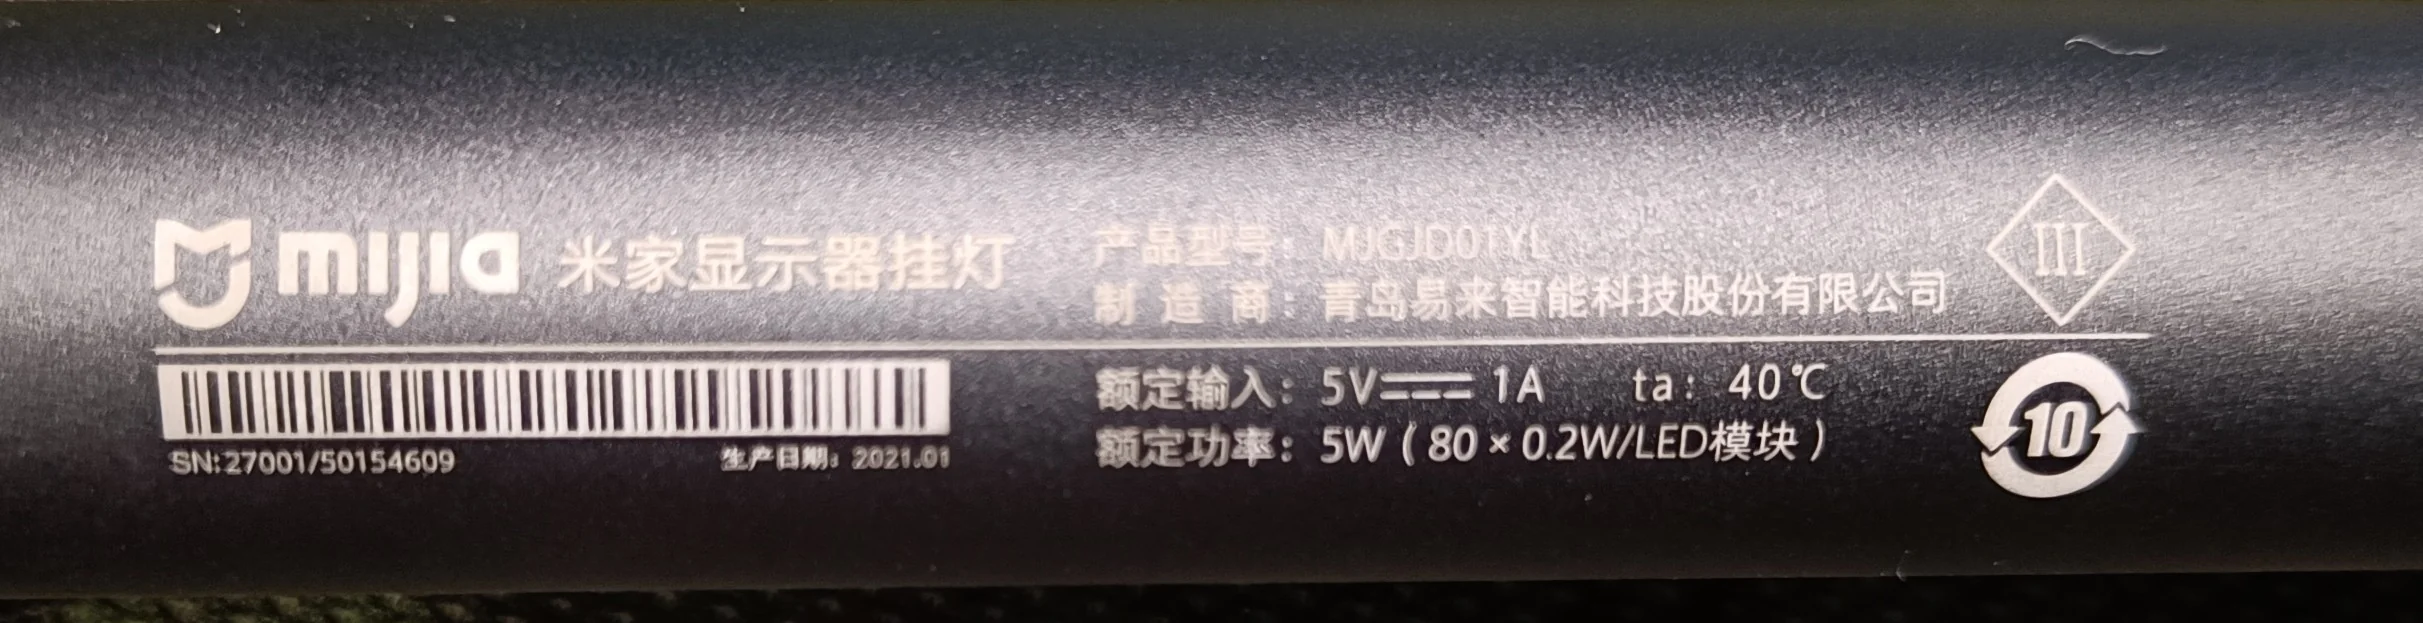 mijia 米家显示器挂灯
产品型号: MJGJD01YL
制 造 商: 青岛易来智能科技股份有限公司
III
SN:27001/50154609
生产日期: 2021.01
额定输入: 5V⎓1A ta: 40℃
额定功率: 5W(80×0.2W/LED模块)
10